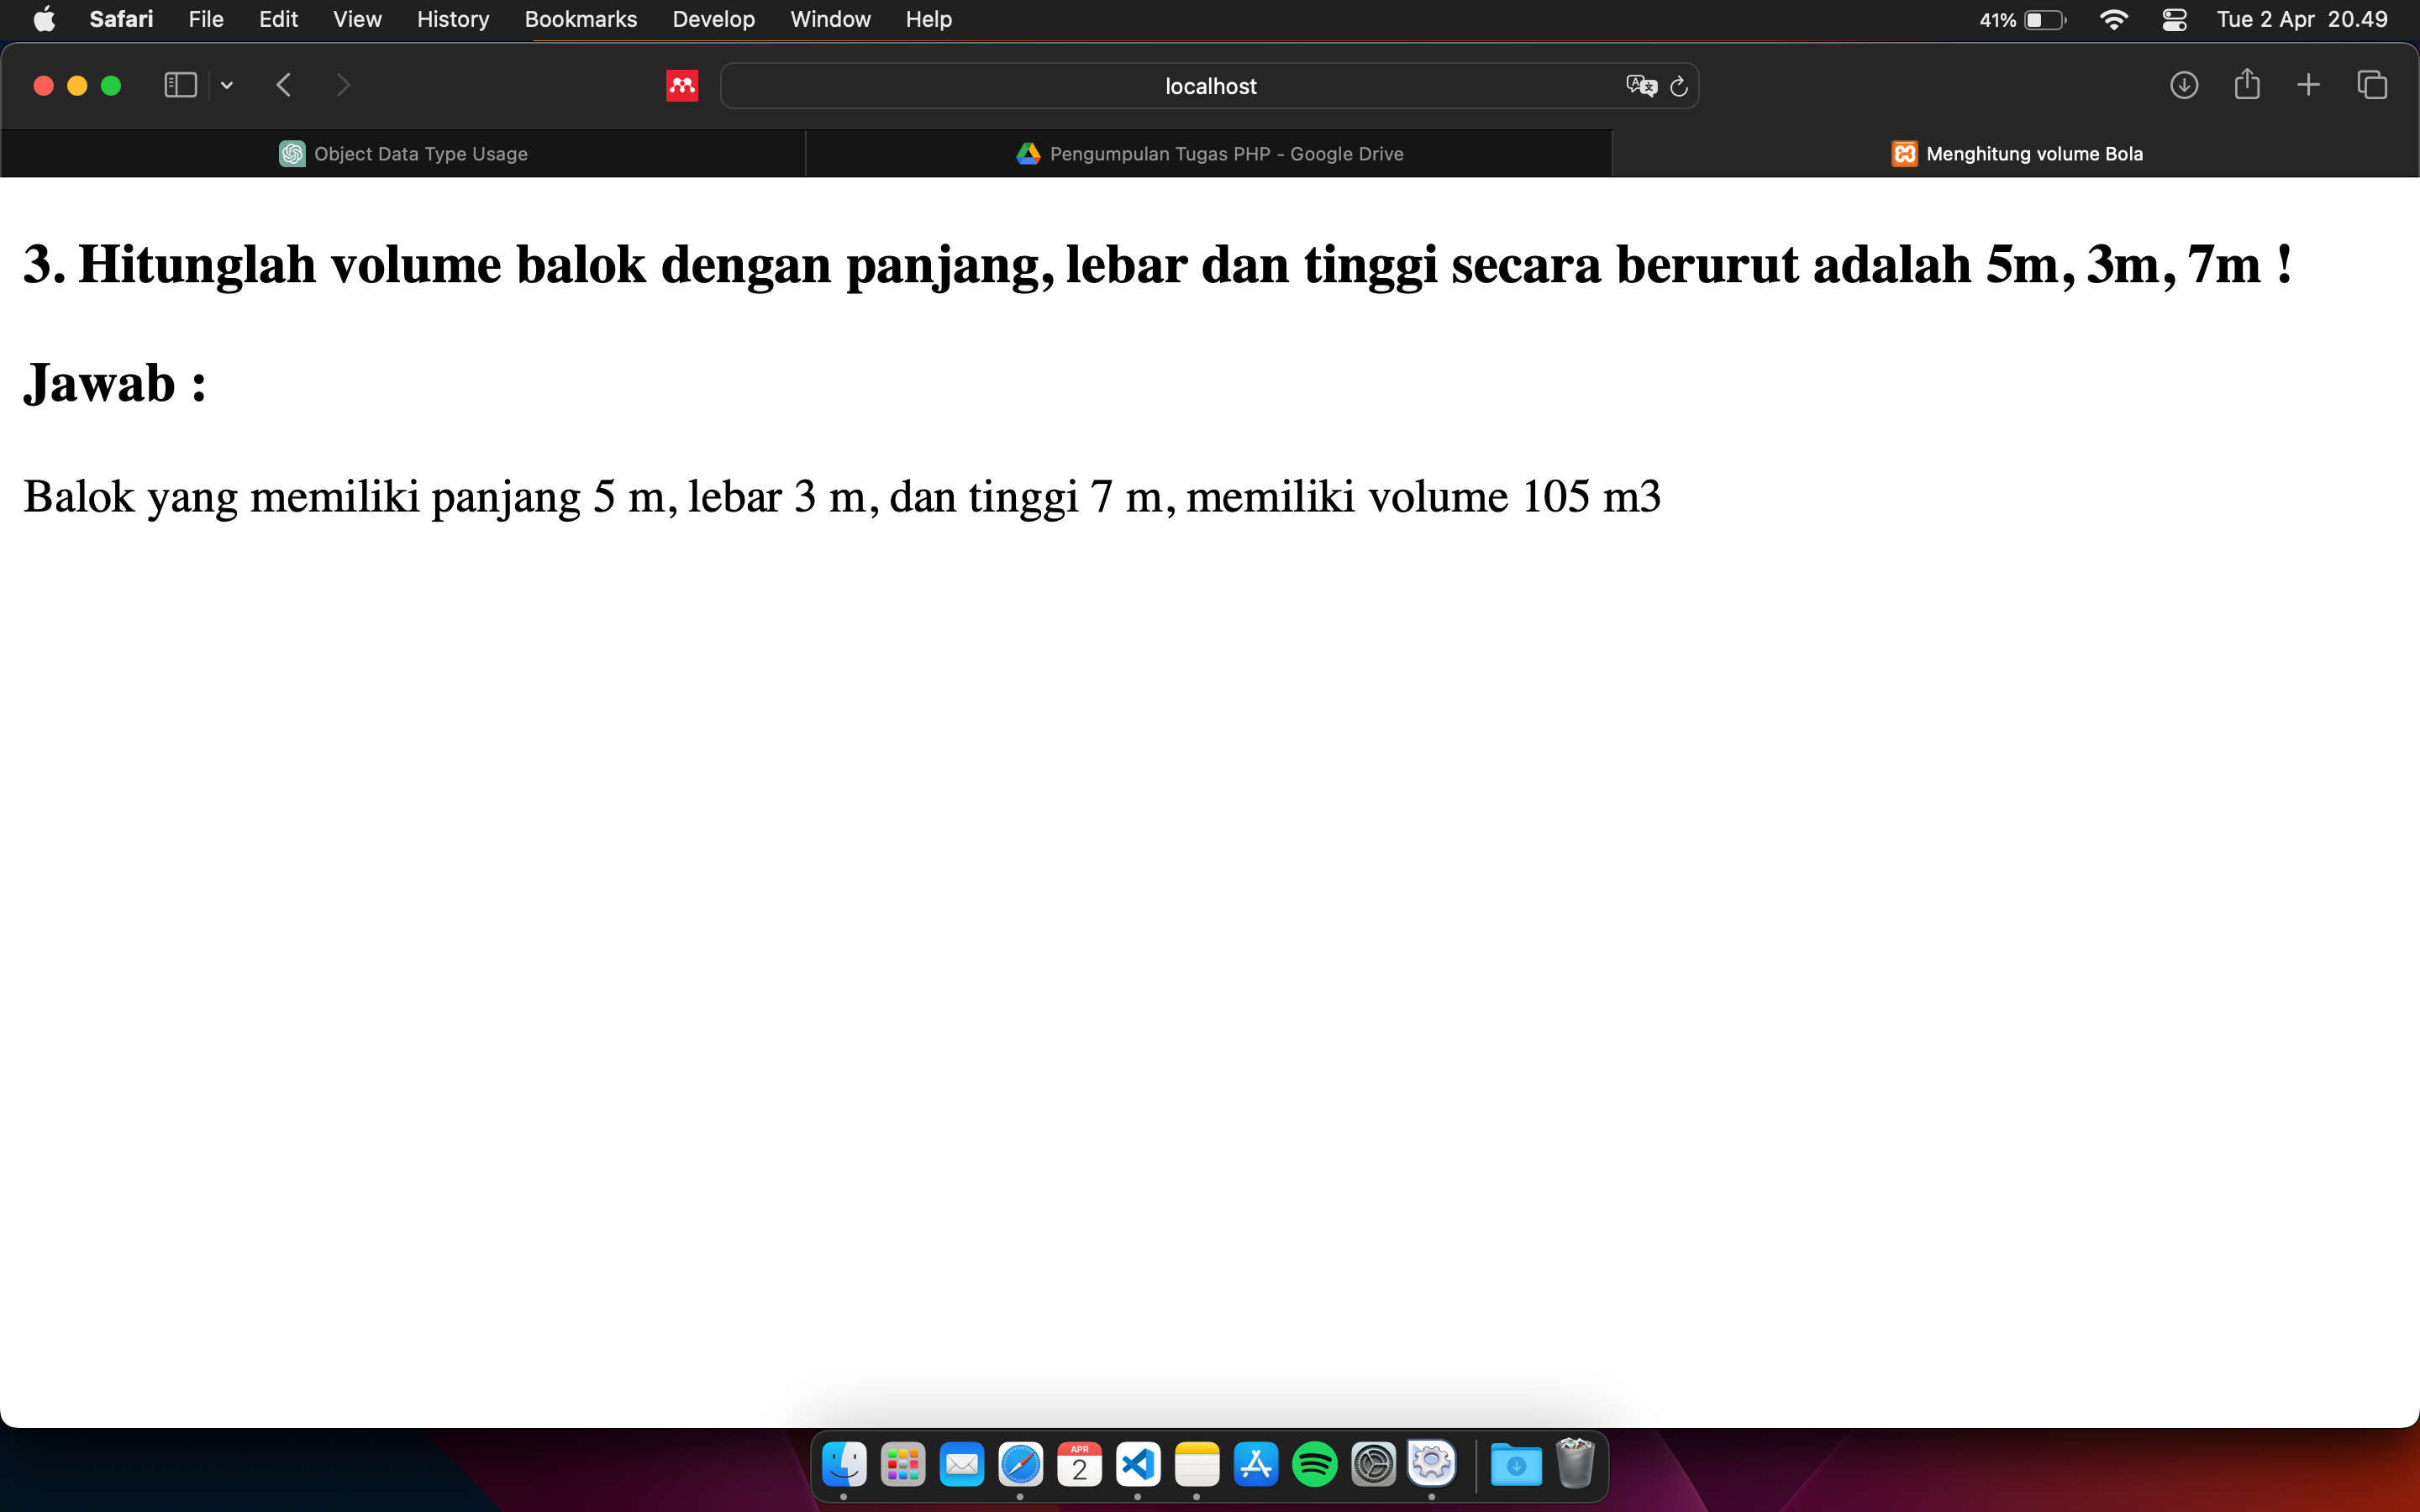 Safari File Edit View History Bookmarks Develop Window Help 41% Tue 2 Apr 20.49
localhost
Object Data Type Usage Pengumpulan Tugas PHP - Google Drive Menghitung volume Bola
3. Hitunglah volume balok dengan panjang, lebar dan tinggi secara berurut adalah 5m, 3m, 7m !
Jawab :
Balok yang memiliki panjang 5 m, lebar 3 m, dan tinggi 7 m, memiliki volume 105 m3
APR
2